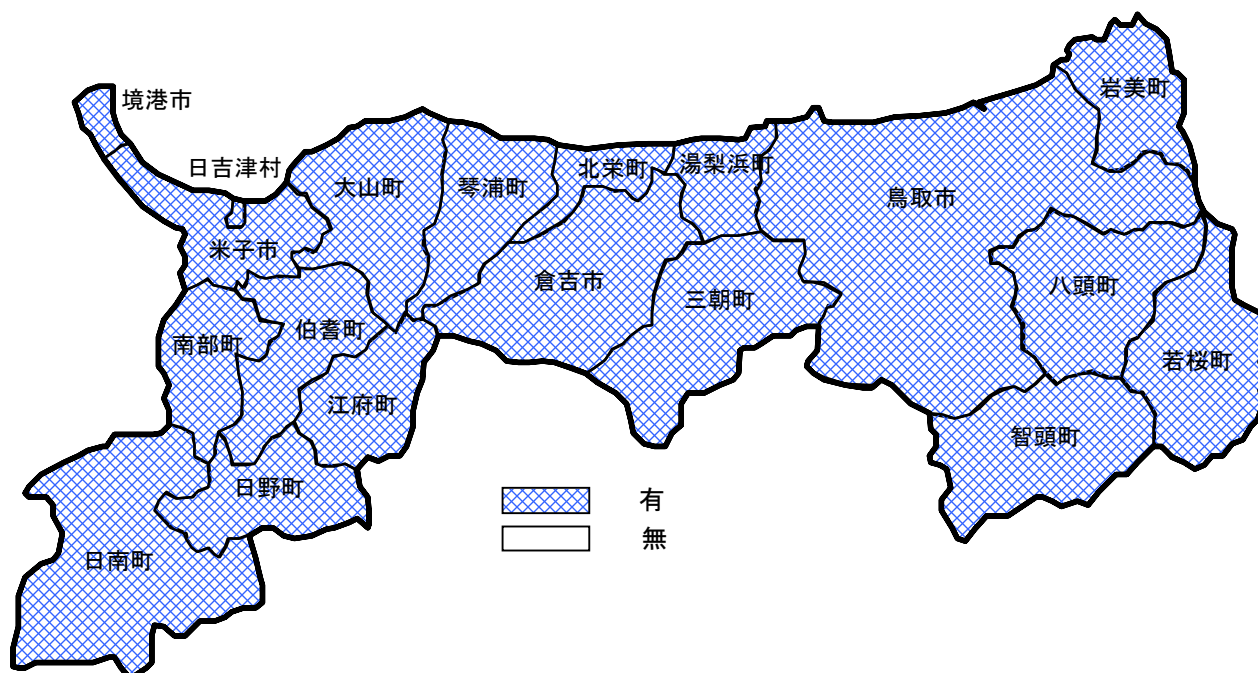 岩美町
境港市
日吉津村
大山町
琴浦町
北栄町
湯梨浜町
鳥取市
米子市
倉吉市
三朝町
八頭町
南部町
伯耆町
若桜町
江府町
智頭町
日野町
有
無
日南町